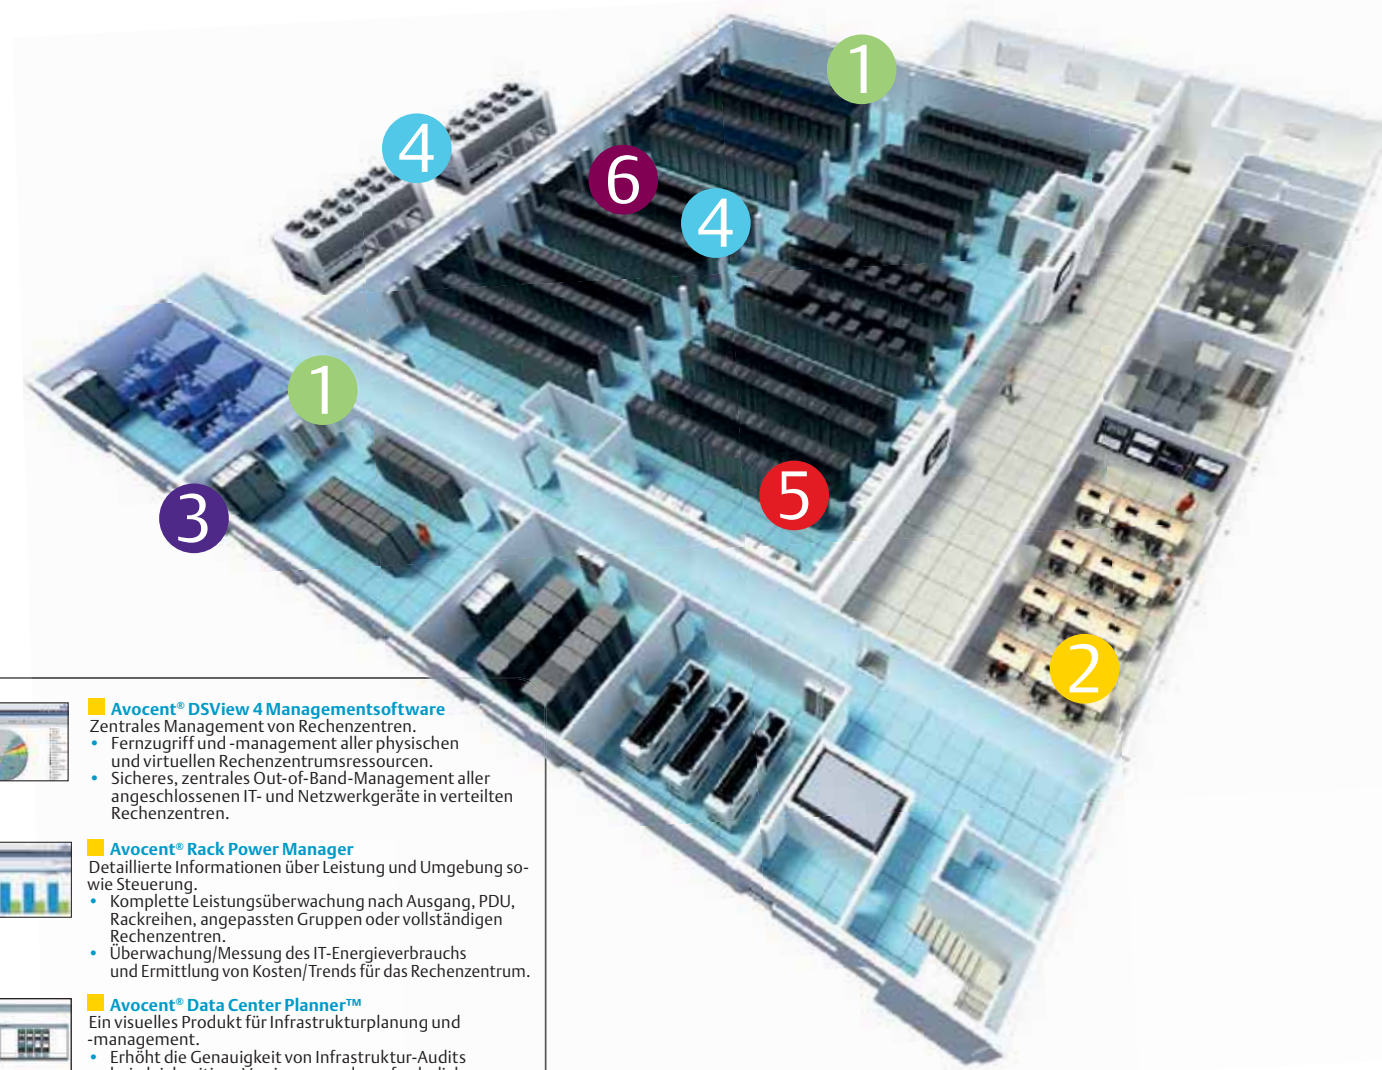 1
4
6
4
1
3
5
2
Avocent® DSView 4 Managementsoftware
Zentrales Management von Rechenzentren.
• Fernzugriff und -management aller physischen
und virtuellen Rechenzentrumsressourcen.
• Sicheres, zentrales Out-of-Band-Management aller
angeschlossenen IT- und Netzwerkgeräte in verteilten
Rechenzentren.
Avocent® Rack Power Manager
Detaillierte Informationen über Leistung und Umgebung so-
wie Steuerung.
• Komplette Leistungsüberwachung nach Ausgang, PDU,
Rackreihen, angepassten Gruppen oder vollständigen
Rechenzentren.
• Überwachung/Messung des IT-Energieverbrauchs
und Ermittlung von Kosten/Trends für das Rechenzentrum.
Avocent® Data Center Planner™
Ein visuelles Produkt für Infrastrukturplanung und
-management.
• Erhöht die Genauigkeit von Infrastruktur-Audits